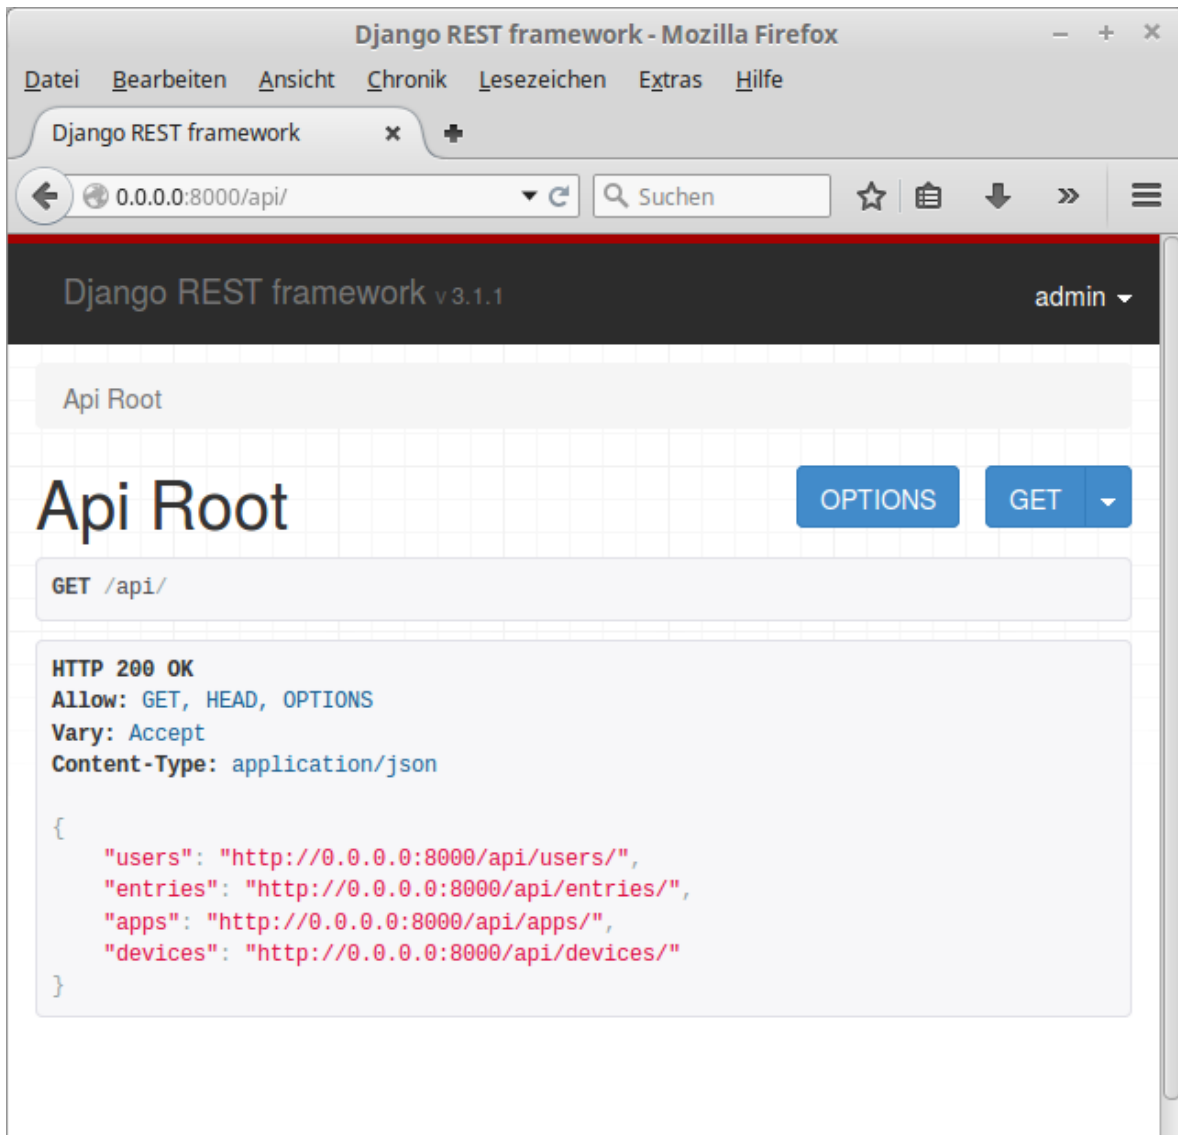 Django REST framework - Mozilla Firefox
Datei Bearbeiten Ansicht Chronik Lesezeichen Extras Hilfe
Django REST framework
0.0.0.0:8000/api/ Suchen
Django REST framework v 3.1.1 admin
Api Root
Api Root OPTIONS GET
GET /api/
HTTP 200 OK
Allow: GET, HEAD, OPTIONS
Vary: Accept
Content-Type: application/json
{
    "users": "http://0.0.0.0:8000/api/users/",
    "entries": "http://0.0.0.0:8000/api/entries/",
    "apps": "http://0.0.0.0:8000/api/apps/",
    "devices": "http://0.0.0.0:8000/api/devices/"
}